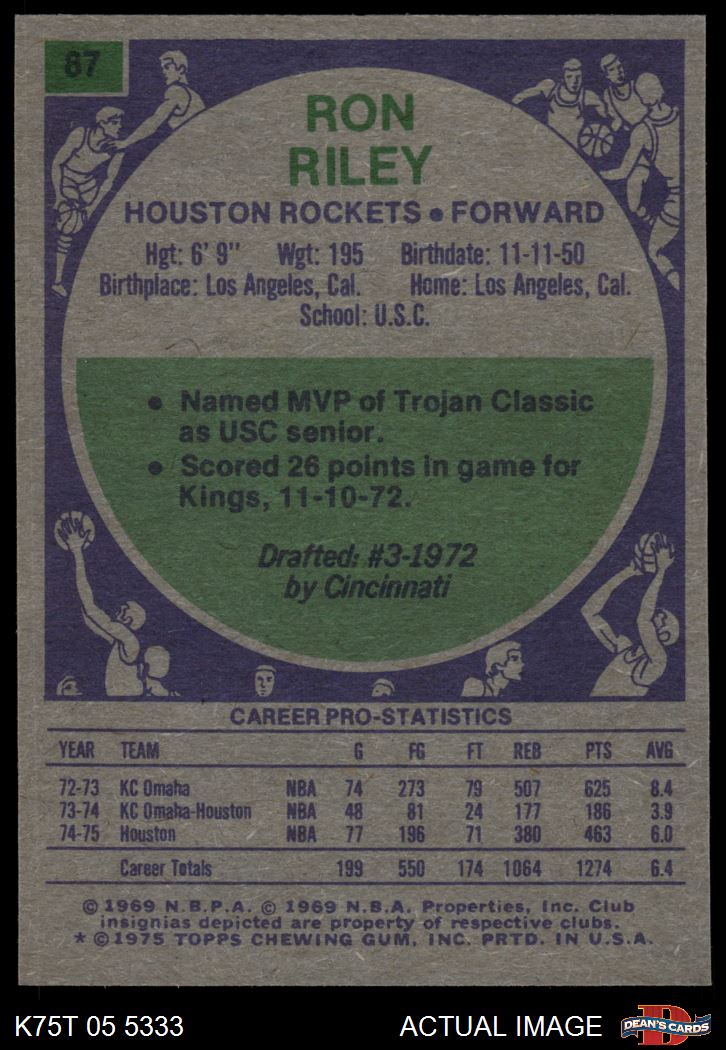 87
RON
RILEY
HOUSTON ROCKETS • FORWARD
Hgt: 6' 9" Wgt: 195 Birthdate: 11-11-50
Birthplace: Los Angeles, Cal. Home: Los Angeles, Cal.
School: U.S.C.
• Named MVP of Trojan Classic
as USC senior.
• Scored 26 points in game for
Kings, 11-10-72.
Drafted: #3-1972
by Cincinnati
CAREER PRO-STATISTICS
YEAR TEAM G FG FT REB PTS AVG
72-73 KC Omaha NBA 74 273 79 507 625 8.4
73-74 KC Omaha-Houston NBA 48 81 24 177 186 3.9
74-75 Houston NBA 77 196 71 380 463 6.0
Career Totals 199 550 174 1064 1274 6.4
© 1969 N.B.P.A. © 1969 N.B.A. Properties, Inc. Club
insignias depicted are property of respective clubs.
* © 1975 TOPPS CHEWING GUM, INC. PRTD. IN U.S.A.
K75T 05 5333 ACTUAL IMAGE
D
DEAN'S CARDS